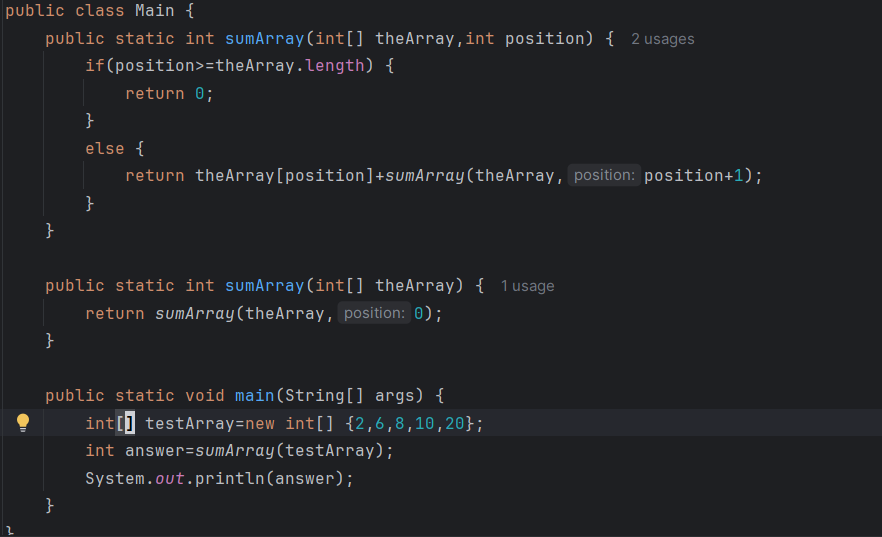 public class Main {
    public static int sumArray(int[] theArray,int position) {  2 usages
        if(position>=theArray.length) {
            return 0;
        }
        else {
            return theArray[position]+sumArray(theArray, position: position+1);
        }
    }

    public static int sumArray(int[] theArray) {  1 usage
        return sumArray(theArray, position: 0);
    }

    public static void main(String[] args) {
        int[] testArray=new int[] {2,6,8,10,20};
        int answer=sumArray(testArray);
        System.out.println(answer);
    }
}